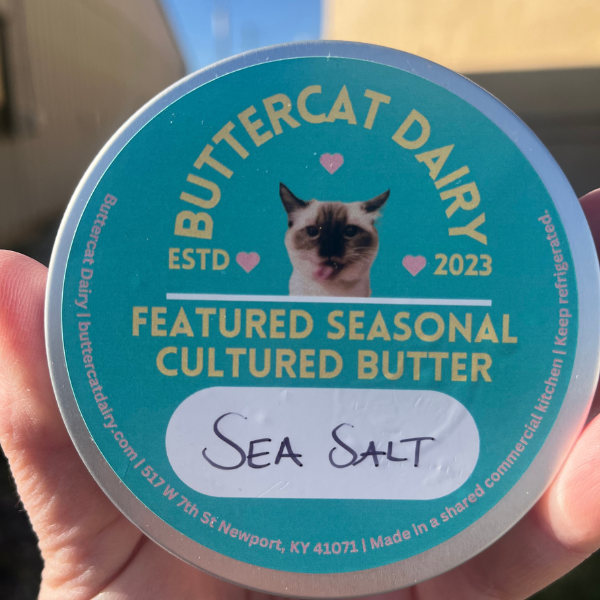 BUTTERCAT DAIRY
ESTD 2023
FEATURED SEASONAL
CULTURED BUTTER
SEA SALT
Buttercat Dairy | buttercatdairy.com | 517 W 7th St Newport, KY 41071 | Made in a shared commercial kitchen | Keep refrigerated.